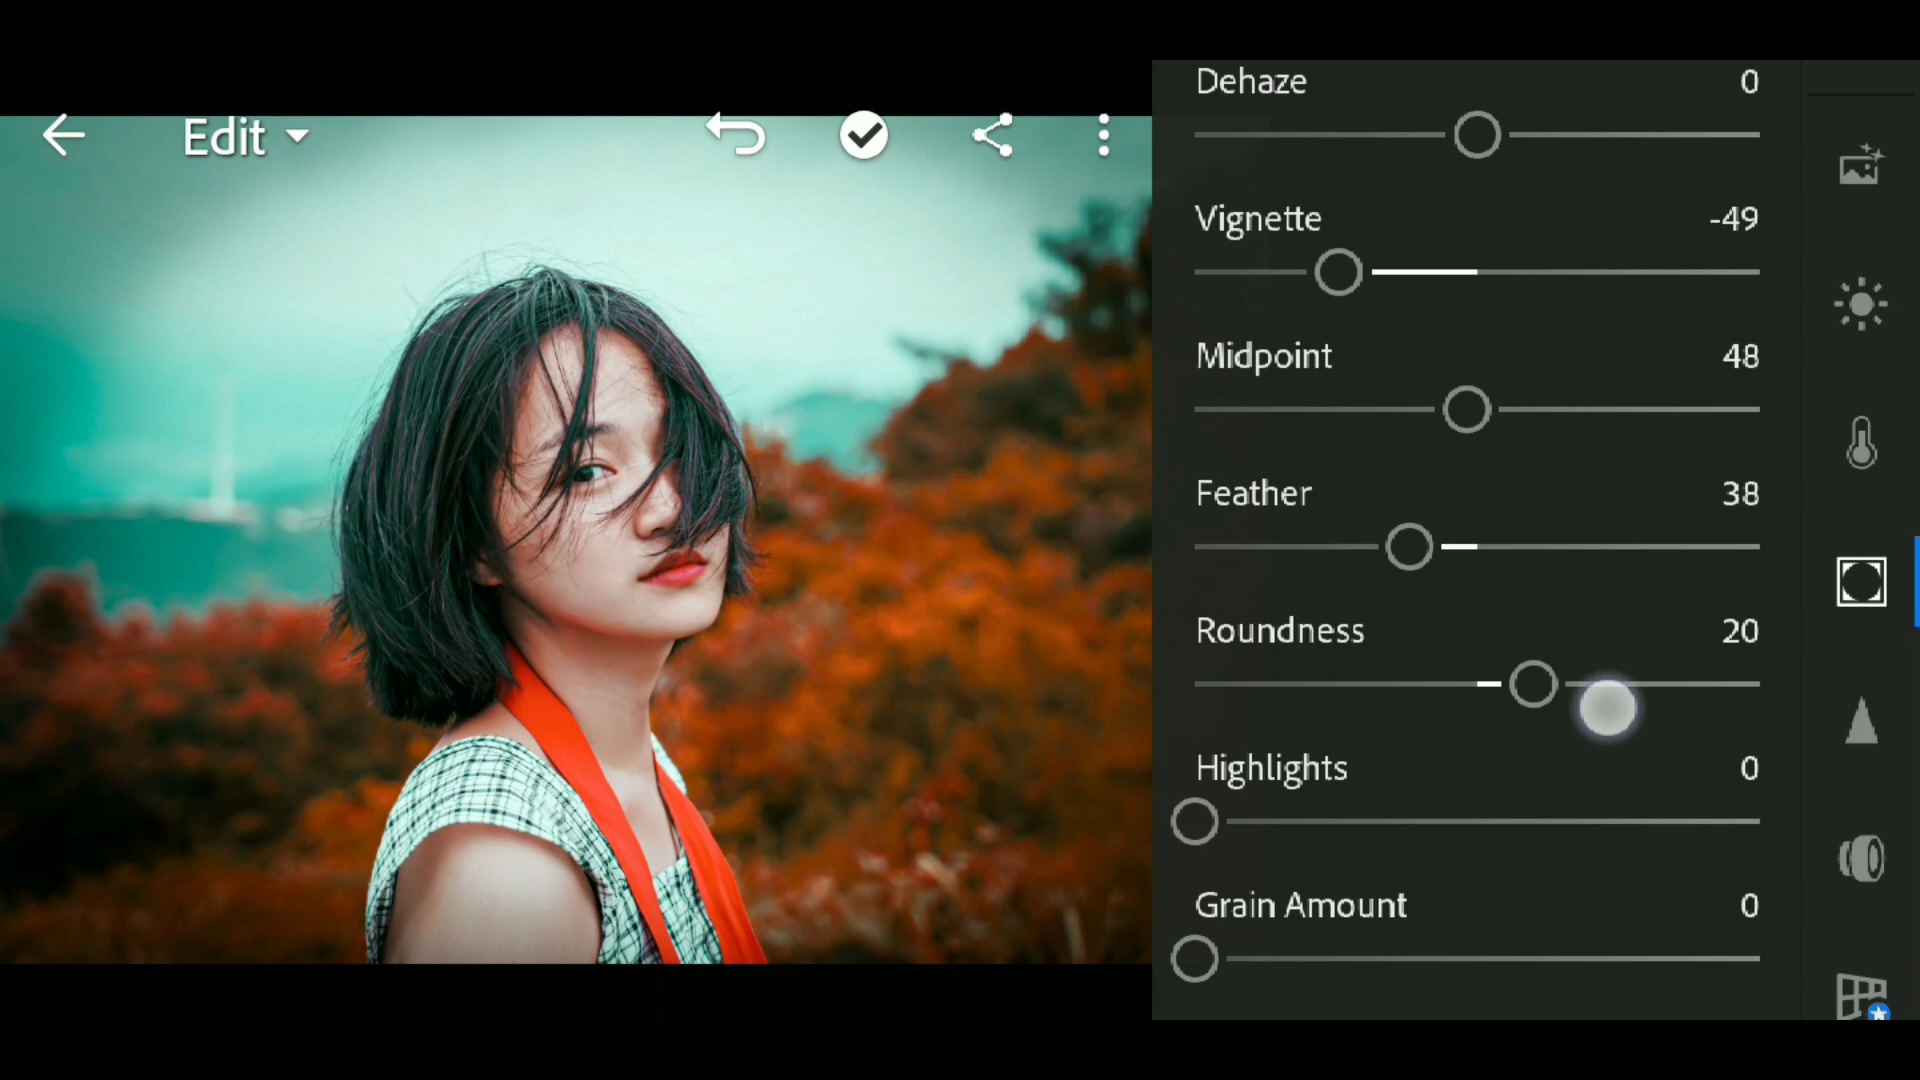 Edit
Dehaze 0
Vignette -49
Midpoint 48
Feather 38
Roundness 20
Highlights 0
Grain Amount 0